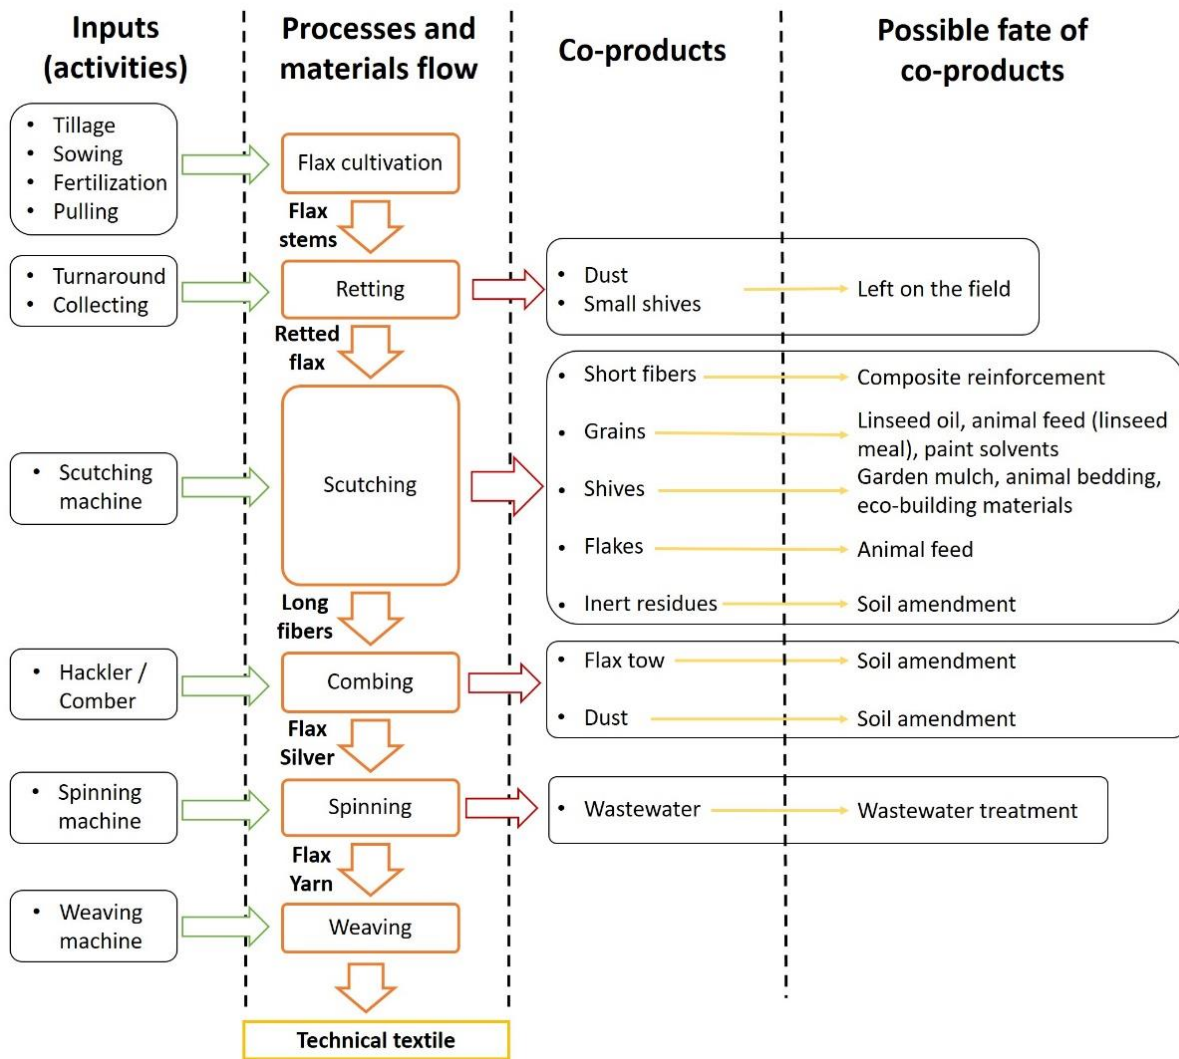 Inputs
(activities)
Processes and
materials flow
Co-products
Possible fate of
co-products
• Tillage
• Sowing
• Fertilization
• Pulling
Flax cultivation
Flax
stems
• Turnaround
• Collecting
Retting
• Dust
• Small shives
Left on the field
Retted
flax
• Scutching
machine
Scutching
• Short fibers
Composite reinforcement
• Grains
Linseed oil, animal feed (linseed
meal), paint solvents
• Shives
Garden mulch, animal bedding,
eco-building materials
• Flakes
Animal feed
• Inert residues
Soil amendment
Long
fibers
• Hackler /
Comber
Combing
• Flax tow
Soil amendment
• Dust
Soil amendment
Flax
Silver
• Spinning
machine
Spinning
• Wastewater
Wastewater treatment
Flax
Yarn
• Weaving
machine
Weaving
Technical textile